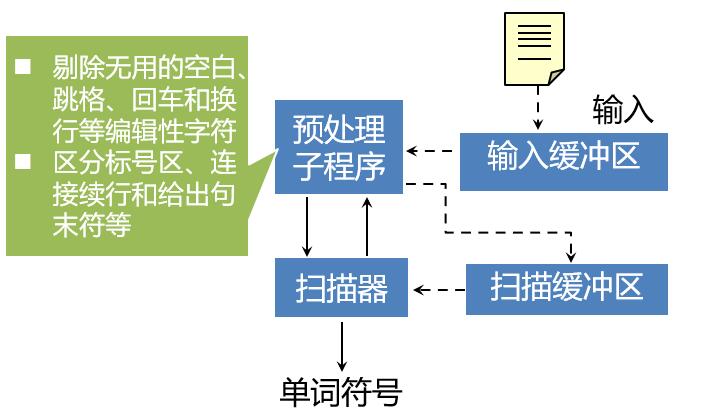 ■ 剔除无用的空白、
跳格、回车和换
行等编辑性字符
■ 区分标号区、连
接续行和给出句
末符等
预处理
子程序
输入
输入缓冲区
扫描器
扫描缓冲区
单词符号